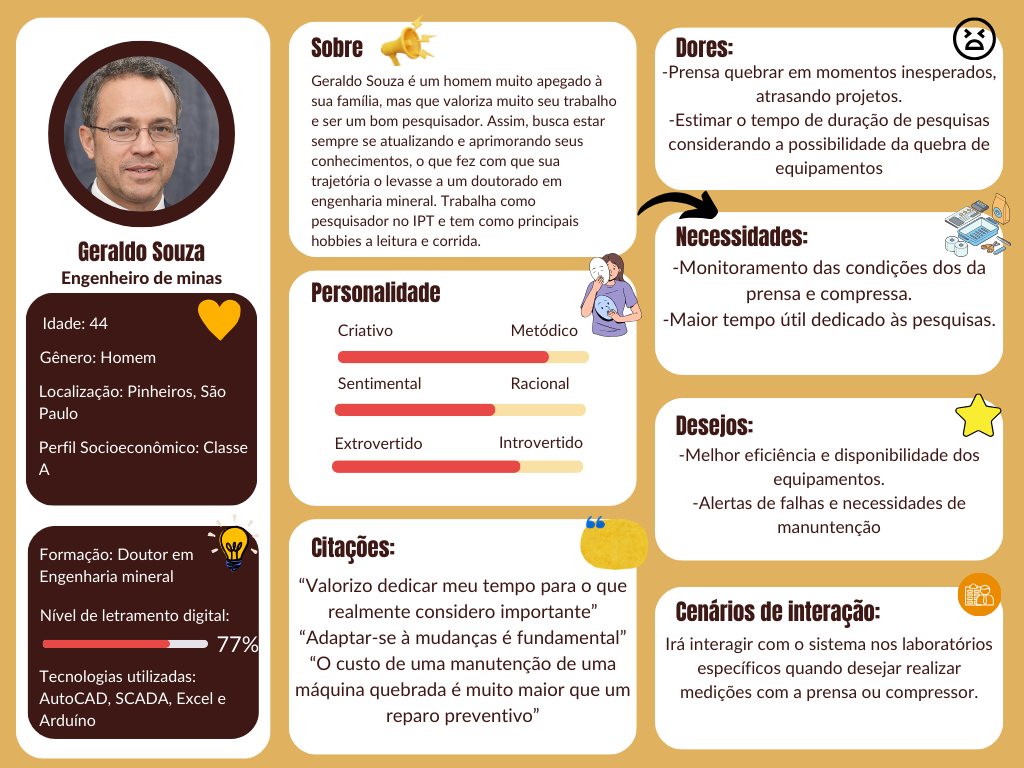 Geraldo Souza
Engenheiro de minas
Idade: 44
Gênero: Homem
Localização: Pinheiros, São
Paulo
Perfil Socioeconômico: Classe
A
Formação: Doutor em
Engenharia mineral
Nível de letramento digital:
77%
Tecnologias utilizadas:
AutoCAD, SCADA, Excel e
Arduíno
Sobre
Geraldo Souza é um homem muito apegado à
sua família, mas que valoriza muito seu trabalho
e ser um bom pesquisador. Assim, busca estar
sempre se atualizando e aprimorando seus
conhecimentos, o que fez com que sua
trajetória o levasse a um doutorado em
engenharia mineral. Trabalha como
pesquisador no IPT e tem como principais
hobbies a leitura e corrida.
Personalidade
Criativo Metódico
Sentimental Racional
Extrovertido Introvertido
Citações:
“Valorizo dedicar meu tempo para o que
realmente considero importante”
“Adaptar-se à mudanças é fundamental”
“O custo de uma manutenção de uma
máquina quebrada é muito maior que um
reparo preventivo”
Dores:
-Prensa quebrar em momentos inesperados,
atrasando projetos.
-Estimar o tempo de duração de pesquisas
considerando a possibilidade da quebra de
equipamentos
Necessidades:
-Monitoramento das condições dos da
prensa e compressa.
-Maior tempo útil dedicado às pesquisas.
Desejos:
-Melhor eficiência e disponibilidade dos
equipamentos.
-Alertas de falhas e necessidades de
manuntenção
Cenários de interação:
Irá interagir com o sistema nos laboratórios
específicos quando desejar realizar
medições com a prensa ou compressor.